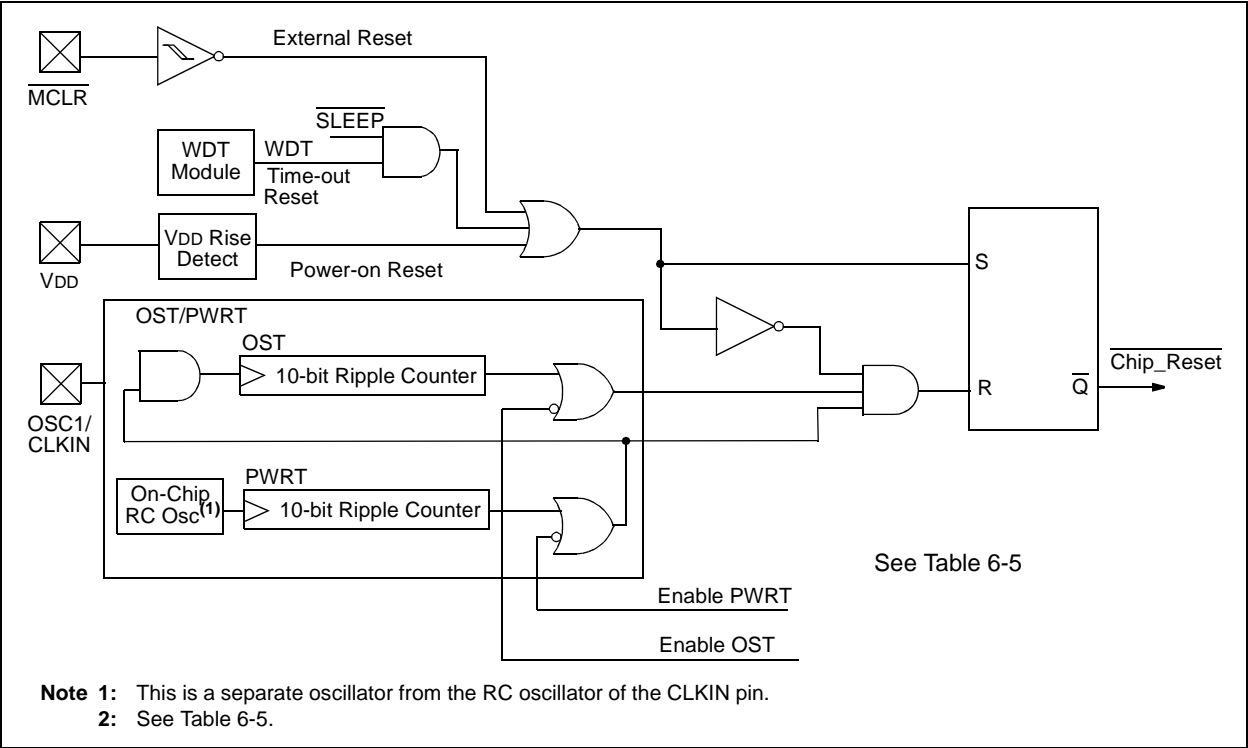 External Reset
MCLR
SLEEP
WDT
Module
WDT
Time-out
Reset
VDD Rise
Detect
Power-on Reset
VDD
S
OST/PWRT
OST
10-bit Ripple Counter
Chip_Reset
R
Q
OSC1/
CLKIN
PWRT
On-Chip
RC Osc(1)
10-bit Ripple Counter
See Table 6-5
Enable PWRT
Enable OST
Note 1: This is a separate oscillator from the RC oscillator of the CLKIN pin.
2: See Table 6-5.